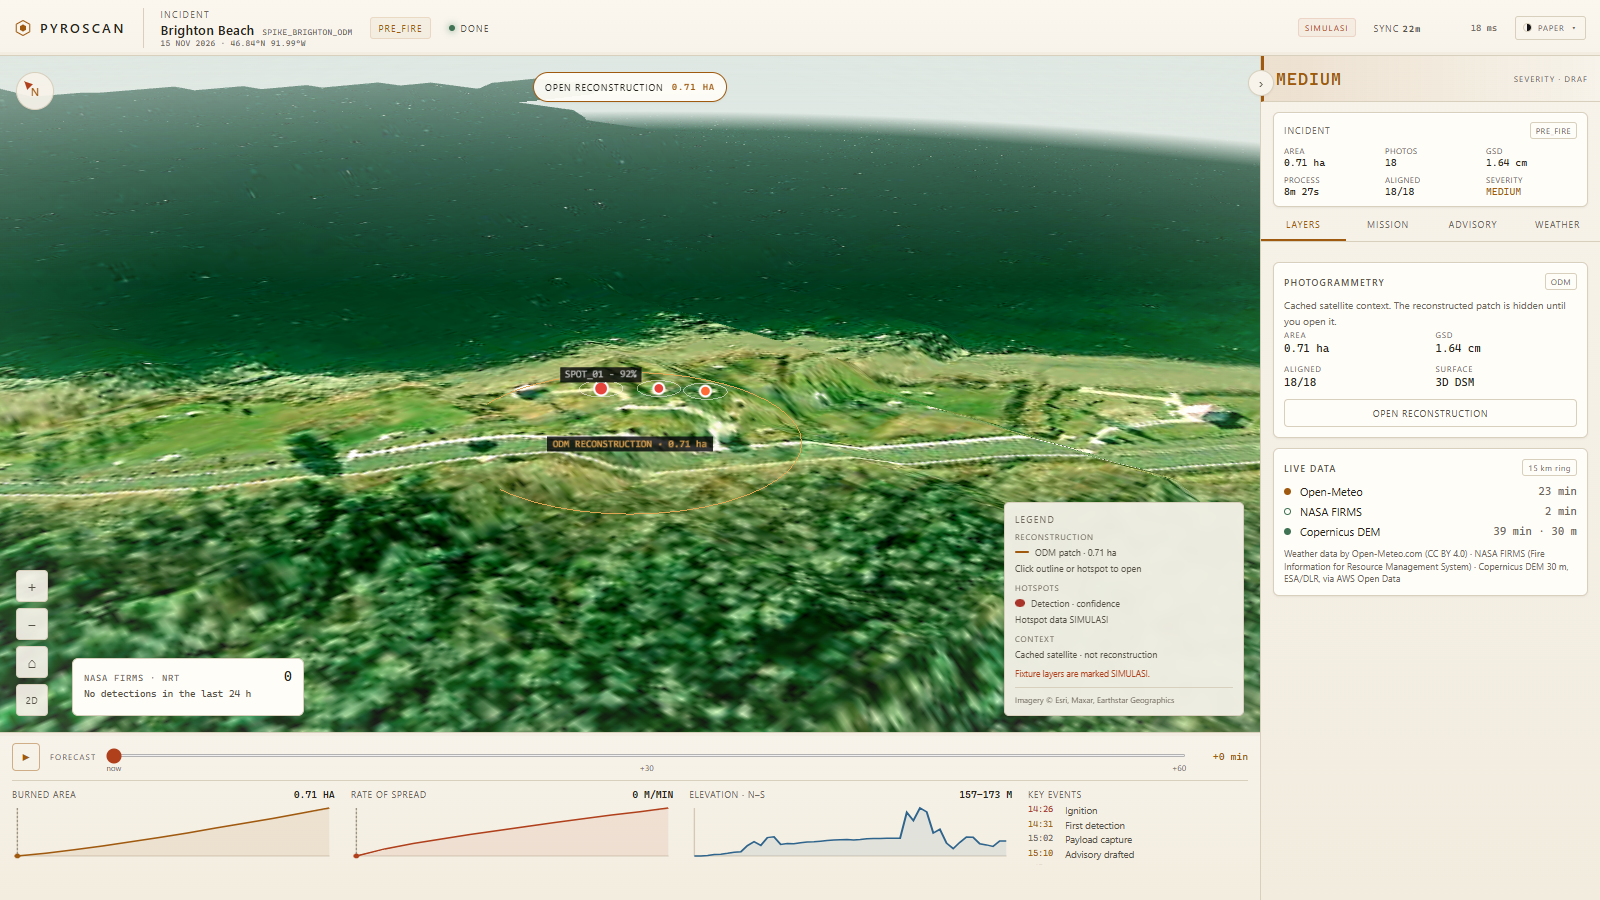 PYROSCAN
INCIDENT
Brighton Beach SPIKE_BRIGHTON_ODM
15 NOV 2026 · 46.84°N 91.99°W
PRE_FIRE
DONE
SIMULASI
SYNC 22m
18 ms
PAPER
N
OPEN RECONSTRUCTION 0.71 HA
SPOT_01 - 92%
ODM RECONSTRUCTION - 0.71 ha
+
−
2D
NASA FIRMS · NRT 0
No detections in the last 24 h
LEGEND
RECONSTRUCTION
ODM patch · 0.71 ha
Click outline or hotspot to open
HOTSPOTS
Detection · confidence
Hotspot data SIMULASI
CONTEXT
Cached satellite · not reconstruction
Fixture layers are marked SIMULASI.
Imagery © Esri, Maxar, Earthstar Geographics
MEDIUM
SEVERITY · DRAF
INCIDENT
PRE_FIRE
AREA PHOTOS GSD
0.71 ha 18 1.64 cm
PROCESS ALIGNED SEVERITY
8m 27s 18/18 MEDIUM
LAYERS MISSION ADVISORY WEATHER
PHOTOGRAMMETRY
ODM
Cached satellite context. The reconstructed patch is hidden until
you open it.
AREA GSD
0.71 ha 1.64 cm
ALIGNED SURFACE
18/18 3D DSM
OPEN RECONSTRUCTION
LIVE DATA
15 km ring
Open-Meteo 23 min
NASA FIRMS 2 min
Copernicus DEM 39 min · 30 m
Weather data by Open-Meteo.com (CC BY 4.0) · NASA FIRMS (Fire
Information for Resource Management System) · Copernicus DEM 30 m,
ESA/DLR, via AWS Open Data
FORECAST
now +30 +60
+0 min
BURNED AREA 0.71 HA
RATE OF SPREAD 0 M/MIN
ELEVATION · N–S 157–173 M
KEY EVENTS
14:26 Ignition
14:31 First detection
15:02 Payload capture
15:10 Advisory drafted